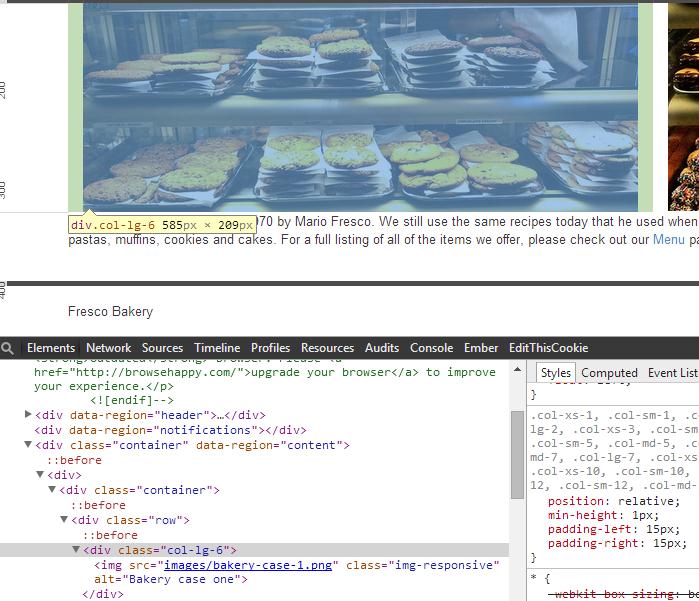 200
300
400
div.col-lg-6 585px × 209px
970 by Mario Fresco. We still use the same recipes today that he used when
pastas, muffins, cookies and cakes. For a full listing of all of the items we offer, please check out our Menu pa
Fresco Bakery
Elements Network Sources Timeline Profiles Resources Audits Console Ember EditThisCookie
href="http://browsehappy.com/">upgrade your browser</a> to improve
your experience.</p>
<![endif]-->
<div data-region="header">…</div>
<div data-region="notifications"></div>
<div class="container" data-region="content">
::before
<div>
<div class="container">
::before
<div class="row">
::before
<div class="col-lg-6">
<img src="images/bakery-case-1.png" class="img-responsive"
alt="Bakery case one">
</div>
Styles Computed Event List
}
.col-xs-1, .col-sm-1, .c
lg-2, .col-xs-3, .col-sm
.col-sm-5, .col-md-5, .c
md-7, .col-lg-7, .col-xs
.col-xs-10, .col-sm-10,
12, .col-sm-12, .col-md-
position: relative;
min-height: 1px;
padding-left: 15px;
padding-right: 15px;
}
* {
-webkit-box-sizing: bo